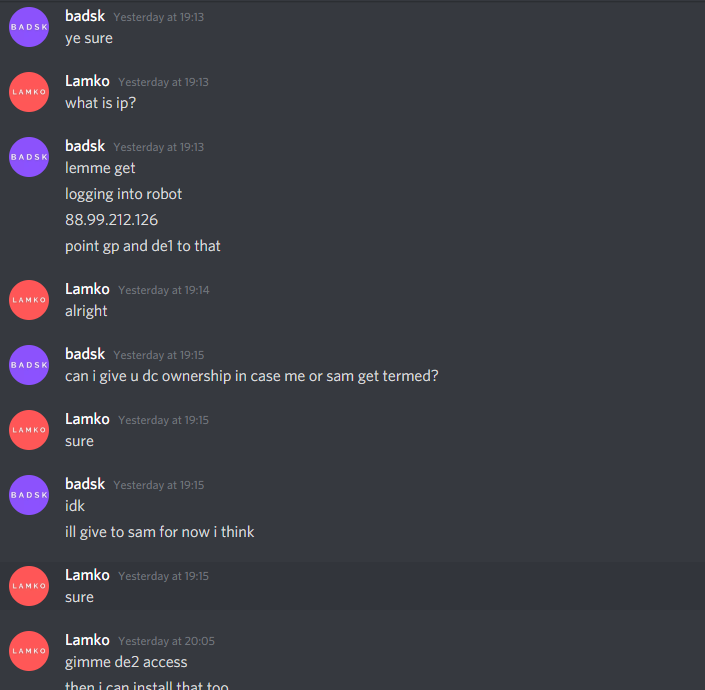 BADSK
badsk Yesterday at 19:13
ye sure
LAMKO
Lamko Yesterday at 19:13
what is ip?
BADSK
badsk Yesterday at 19:13
lemme get
logging into robot
88.99.212.126
point gp and de1 to that
LAMKO
Lamko Yesterday at 19:14
alright
BADSK
badsk Yesterday at 19:15
can i give u dc ownership in case me or sam get termed?
LAMKO
Lamko Yesterday at 19:15
sure
BADSK
badsk Yesterday at 19:15
idk
ill give to sam for now i think
LAMKO
Lamko Yesterday at 19:15
sure
LAMKO
Lamko Yesterday at 20:05
gimme de2 access
then i can install that too